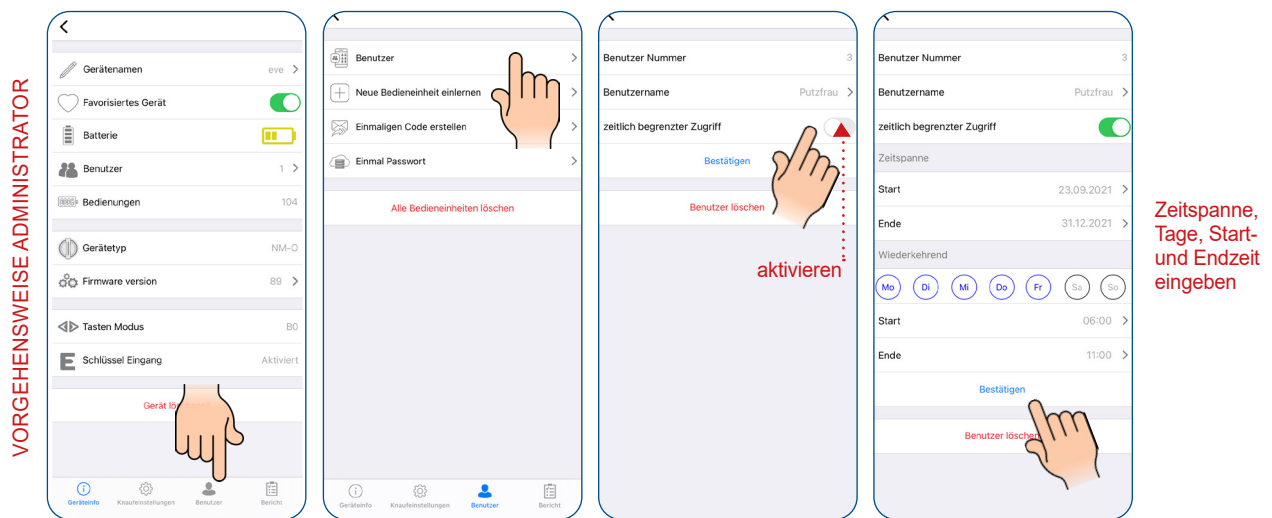 VORGEHENSWEISE ADMINISTRATOR
Gerätenamen eve
Favorisiertes Gerät
Batterie
Benutzer 1
Bedienungen 104
Gerätetyp NM-O
Firmware version 89
Tasten Modus B0
E Schlüssel Eingang Aktiviert
Gerät lö
Geräteinfo Knaufeinstellungen Benutzer Bericht
Benutzer
Neue Bedieneinheit einlernen
Einmaligen Code erstellen
Einmal Passwort
Alle Bedieneinheiten löschen
Geräteinfo Knaufeinstellungen Benutzer Bericht
Benutzer Nummer 3
Benutzername Putzfrau
zeitlich begrenzter Zugriff
Bestätigen
Benutzer löschen
aktivieren
Benutzer Nummer 3
Benutzername Putzfrau
zeitlich begrenzter Zugriff
Zeitspanne
Start 23.09.2021
Ende 31.12.2021
Wiederkehrend
Mo Di Mi Do Fr Sa So
Start 06:00
Ende 11:00
Bestätigen
Benutzer löschen
Zeitspanne,
Tage, Start-
und Endzeit
eingeben